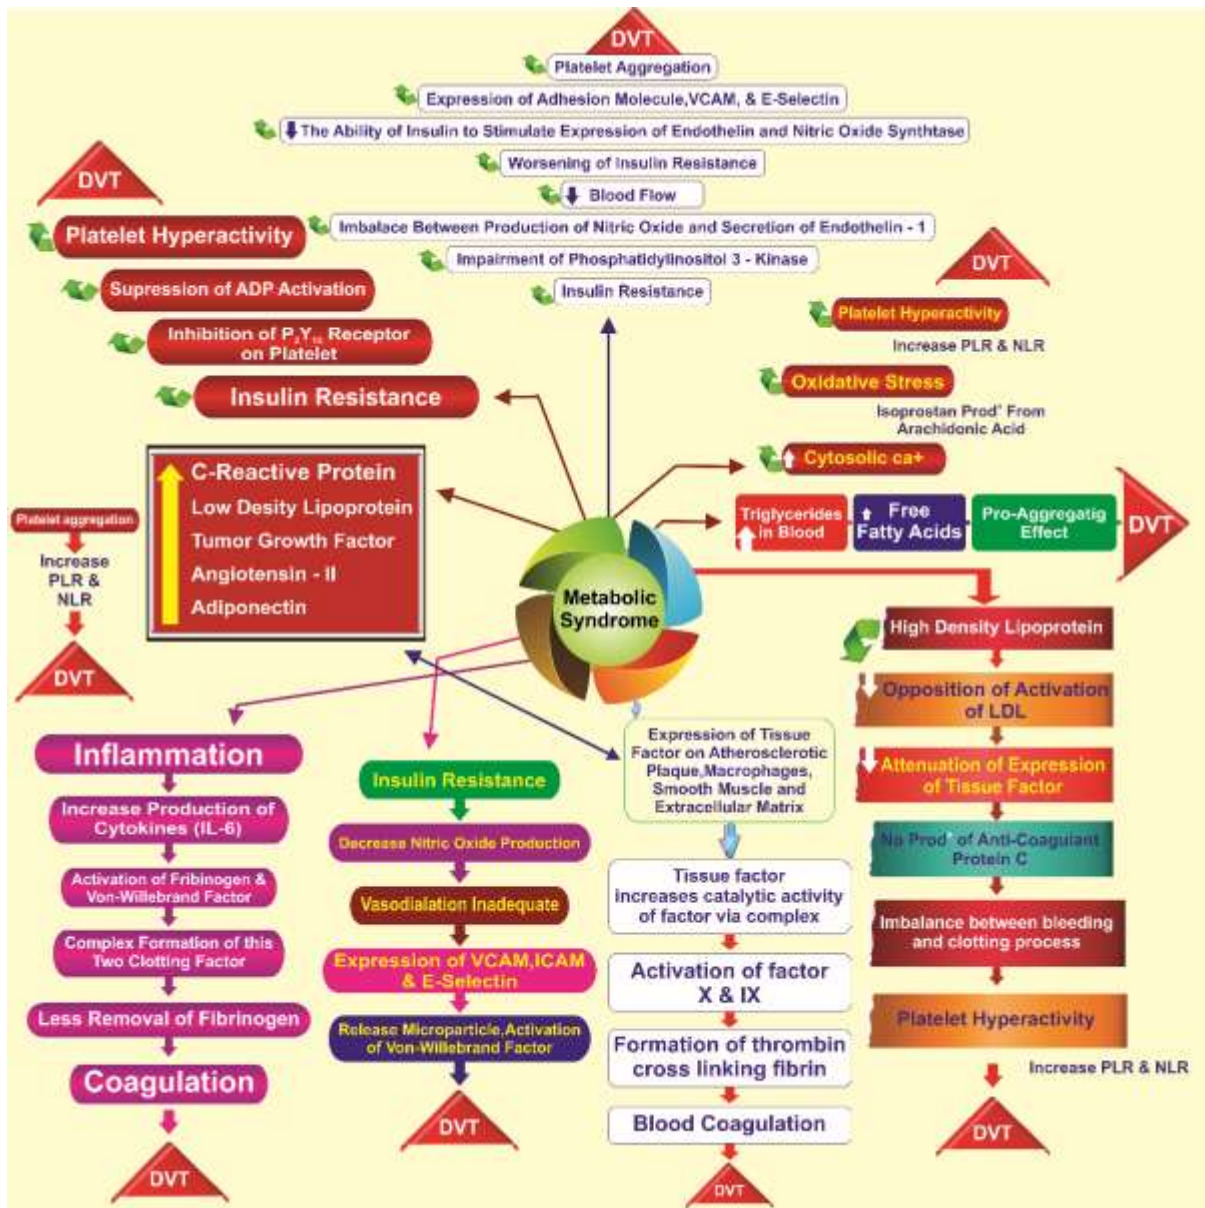 DVT
Platelet Aggregation
Expression of Adhesion Molecule,VCAM, & E-Selectin
The Ability of Insulin to Stimulate Expression of Endothelin and Nitric Oxide Synthtase
Worsening of Insulin Resistance
Blood Flow
Imbalace Between Production of Nitric Oxide and Secretion of Endothelin - 1
Impairment of Phosphatidylinositol 3 - Kinase
Insulin Resistance
DVT
Platelet Hyperactivity
Supression of ADP Activation
Inhibition of P₂Y₁₂ Receptor
on Platelet
Insulin Resistance
DVT
Platelet Hyperactivity
Increase PLR & NLR
Oxidative Stress
Isoprostan Prod⁺ From
Arachidonic Acid
Cytosolic ca+
C-Reactive Protein
Low Desity Lipoprotein
Tumor Growth Factor
Angiotensin - II
Adiponectin
Platelet aggregation
Increase
PLR &
NLR
DVT
Triglycerides
in Blood
Free
Fatty Acids
Pro-Aggregatig
Effect
DVT
Metabolic
Syndrome
High Density Lipoprotein
Opposition of Activation
of LDL
Attenuation of Expression
of Tissue Factor
No Prod⁺ of Anti-Coagulant
Protein C
Imbalance between bleeding
and clotting process
Platelet Hyperactivity
Increase PLR & NLR
DVT
Inflammation
Increase Production of
Cytokines (IL-6)
Activation of Fribinogen &
Von-Willebrand Factor
Complex Formation of this
Two Clotting Factor
Less Removal of Fibrinogen
Coagulation
DVT
Insulin Resistance
Decrease Nitric Oxide Production
Vasodialation Inadequate
Expression of VCAM,ICAM
& E-Selectin
Release Microparticle,Activation
of Von-Willebrand Factor
DVT
Expression of Tissue
Factor on Atherosclerotic
Plaque,Macrophages,
Smooth Muscle and
Extracellular Matrix
Tissue factor
increases catalytic activity
of factor via complex
Activation of factor
X & IX
Formation of thrombin
cross linking fibrin
Blood Coagulation
DVT